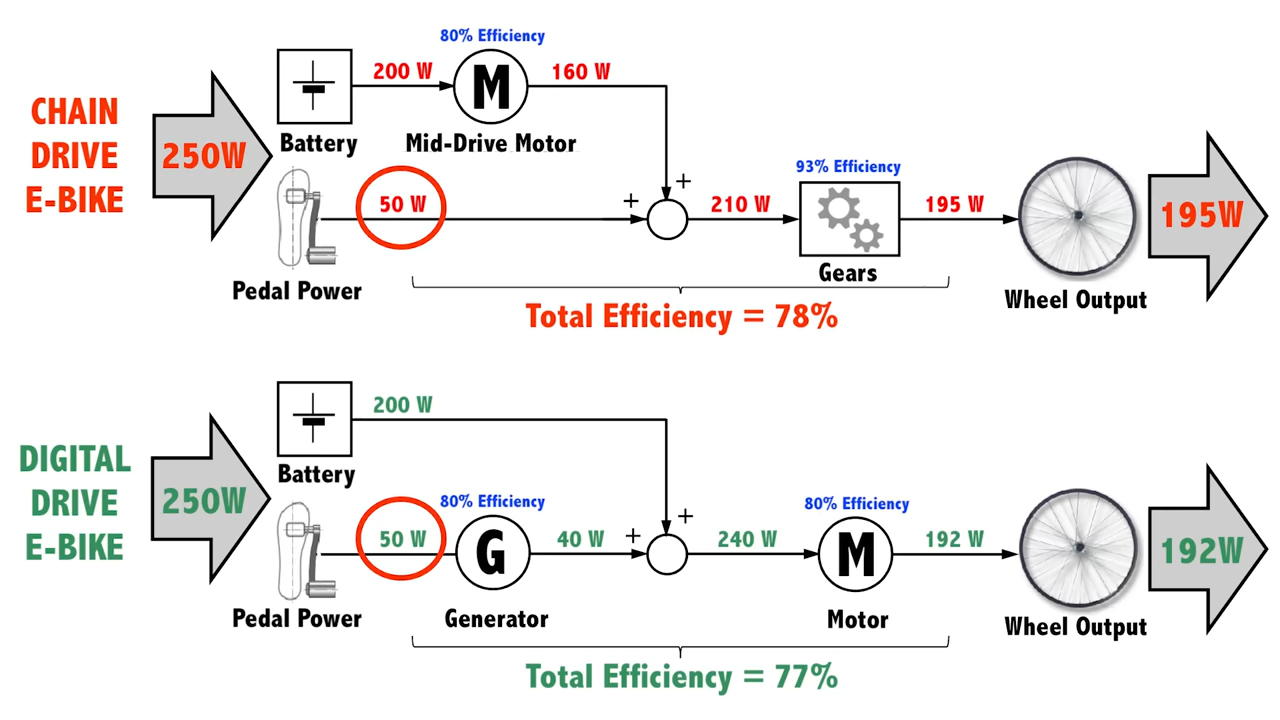 80% Efficiency
200 W
M
160 W
CHAIN
DRIVE
E-BIKE
250W
Battery
Mid-Drive Motor
50 W
+
+
93% Efficiency
210 W
195 W
195W
Gears
Pedal Power
Wheel Output
Total Efficiency = 78%
200 W
DIGITAL
DRIVE
E-BIKE
250W
Battery
80% Efficiency
50 W
G
40 W
+
+
80% Efficiency
240 W
M
192 W
192W
Pedal Power
Generator
Motor
Wheel Output
Total Efficiency = 77%